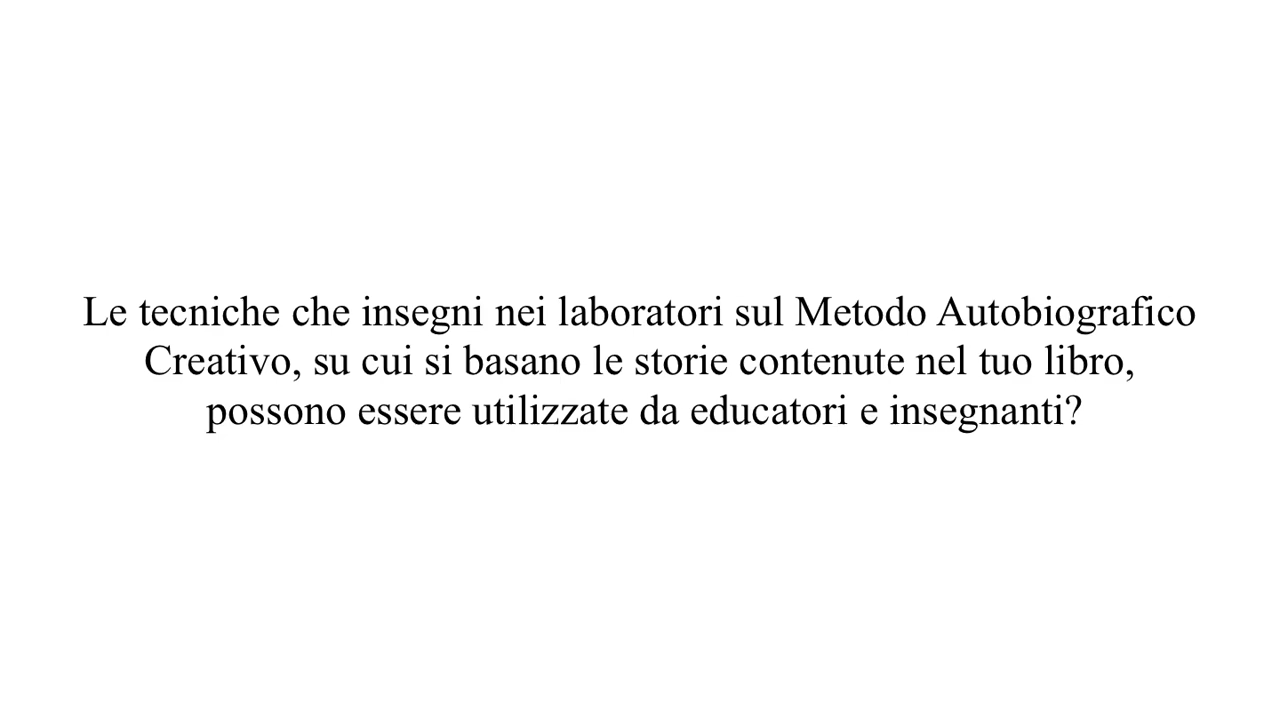 Le tecniche che insegni nei laboratori sul Metodo Autobiografico
Creativo, su cui si basano le storie contenute nel tuo libro,
possono essere utilizzate da educatori e insegnanti?